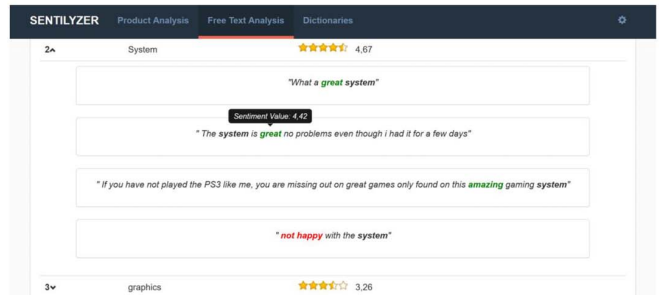 SENTILYZER Product Analysis Free Text Analysis Dictionaries
2 System 4,67
"What a great system"
Sentiment Value: 4,42
" The system is great no problems even though i had it for a few days"
" If you have not played the PS3 like me, you are missing out on great games only found on this amazing gaming system"
" not happy with the system"
3 graphics 3,26